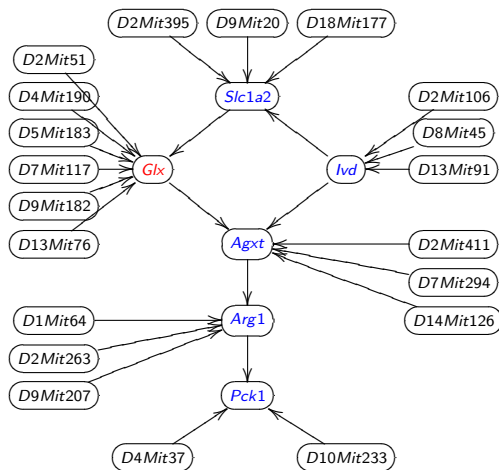 D2Mit395
D9Mit20
D18Mit177
D2Mit51
D4Mit190
D5Mit183
D7Mit117
D9Mit182
D13Mit76
Slc1a2
D2Mit106
D8Mit45
D13Mit91
Glx
Ivd
Agxt
D2Mit411
D7Mit294
D14Mit126
D1Mit64
D2Mit263
D9Mit207
Arg1
Pck1
D4Mit37
D10Mit233